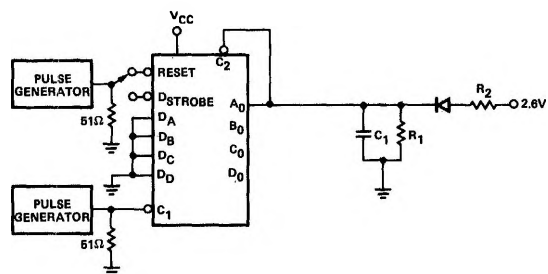 VCC
C2
PULSE
GENERATOR
RESET
51Ω
DSTROBE
DA
DB
DC
DD
A0
B0
C0
D0
C1
R1
R2
2.6V
PULSE
GENERATOR
C1
51Ω